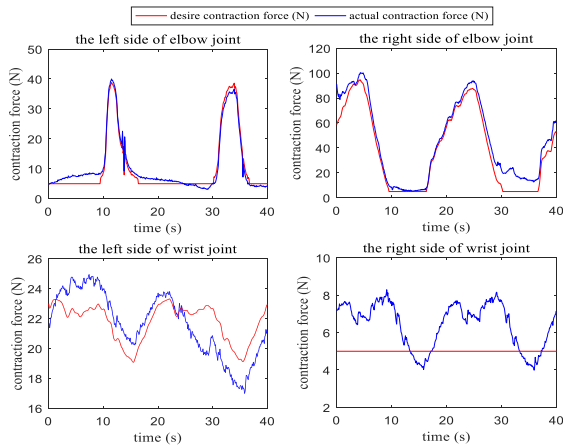 desire contraction force (N) actual contraction force (N)
the left side of elbow joint
50
40
30
20
10
0
contraction force (N)
0 10 20 30 40
time (s)
the right side of elbow joint
120
100
80
60
40
20
0
contraction force (N)
0 10 20 30 40
time (s)
the left side of wrist joint
26
24
22
20
18
16
contraction force (N)
0 10 20 30 40
time (s)
the right side of wrist joint
10
8
6
4
2
contraction force (N)
0 10 20 30 40
time (s)